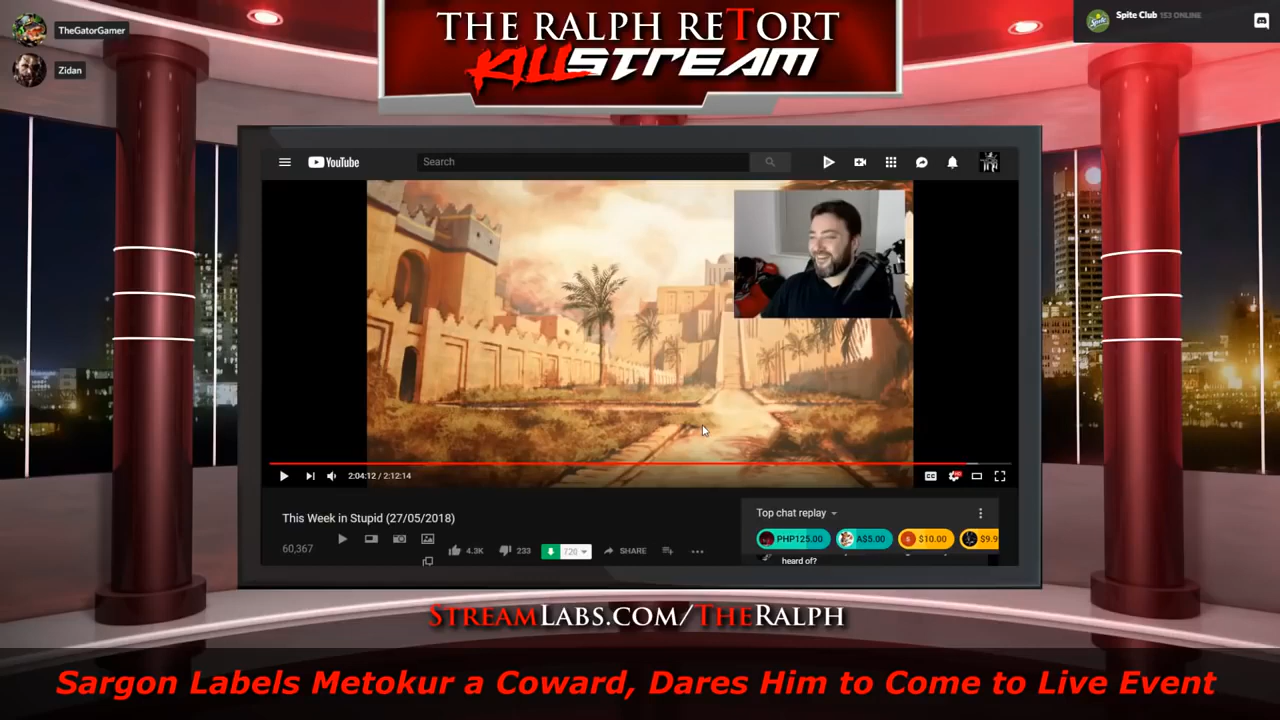 TheGatorGamer
Zidan
THE RALPH RETORT
KILLSTREAM
Spite Club 153 ONLINE
YouTube
Search
2:04:12 / 2:12:14
This Week in Stupid (27/05/2018)
60,367
4.3K
233
720
SHARE
Top chat replay
PHP125.00
A$5.00
$10.00
$9.9
heard of?
STREAMLABS.COM/THERALPH
Sargon Labels Metokur a Coward, Dares Him to Come to Live Event